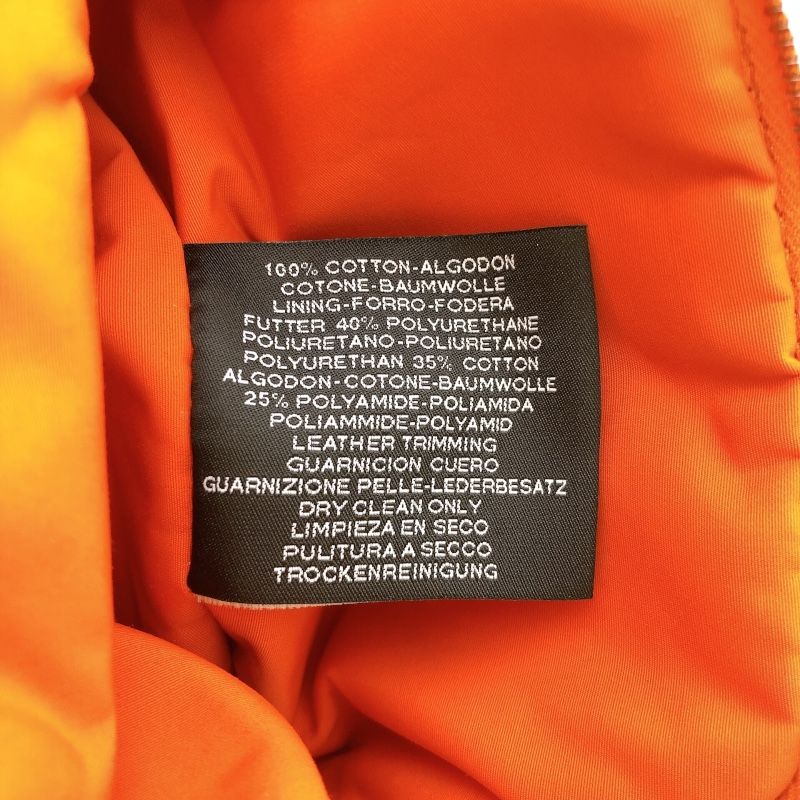 100% COTTON-ALGODON
COTONE-BAUMWOLLE
LINING-FORRO-FODERA
FUTTER 40% POLYURETHANE
POLIURETANO-POLIURETANO
POLYURETHAN 35% COTTON
ALGODON-COTONE-BAUMWOLLE
25% POLYAMIDE-POLIAMIDA
POLIAMMIDE-POLYAMID
LEATHER TRIMMING
GUARNICION CUERO
GUARNIZIONE PELLE-LEDERBESATZ
DRY CLEAN ONLY
LIMPIEZA EN SECO
PULITURA A SECCO
TROCKENREINIGUNG